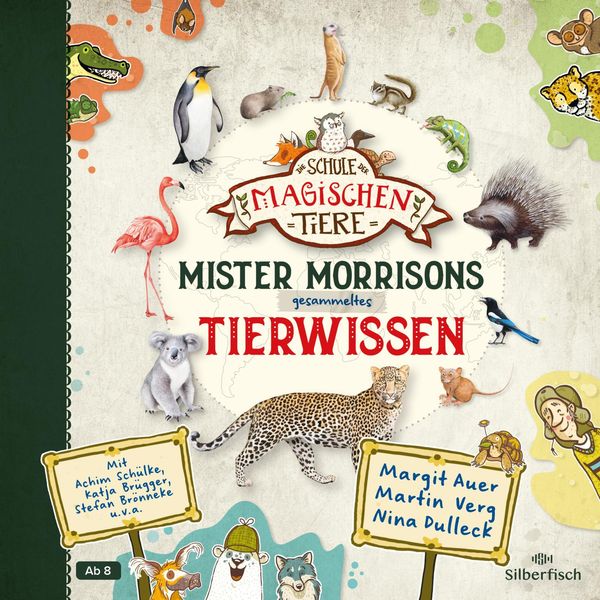 DIE SCHULE DER
MAGISCHEN
TIERE
MISTER MORRISONS
gesammeltes
TIERWISSEN
Mit
Achim Schülke,
Katja Brügger,
Stefan Brönneke
u.v.a.
Margit Auer
Martin Verg
Nina Dulleck
Ab 8
Silberfisch